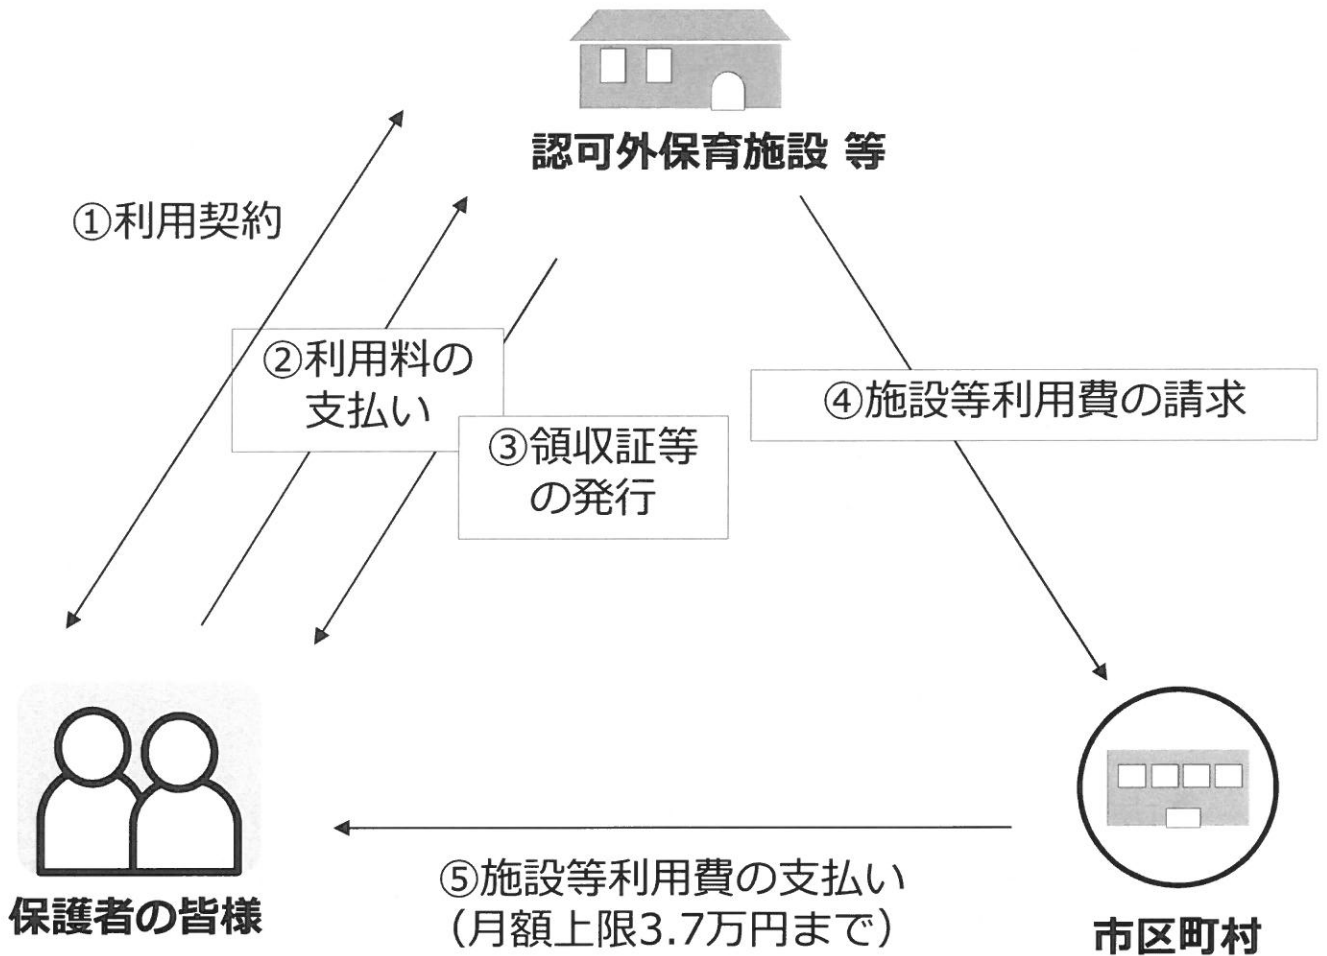 認可外保育施設 等
①利用契約
②利用料の
支払い
③領収証等
の発行
④施設等利用費の請求
⑤施設等利用費の支払い
（月額上限3.7万円まで）
保護者の皆様
市区町村